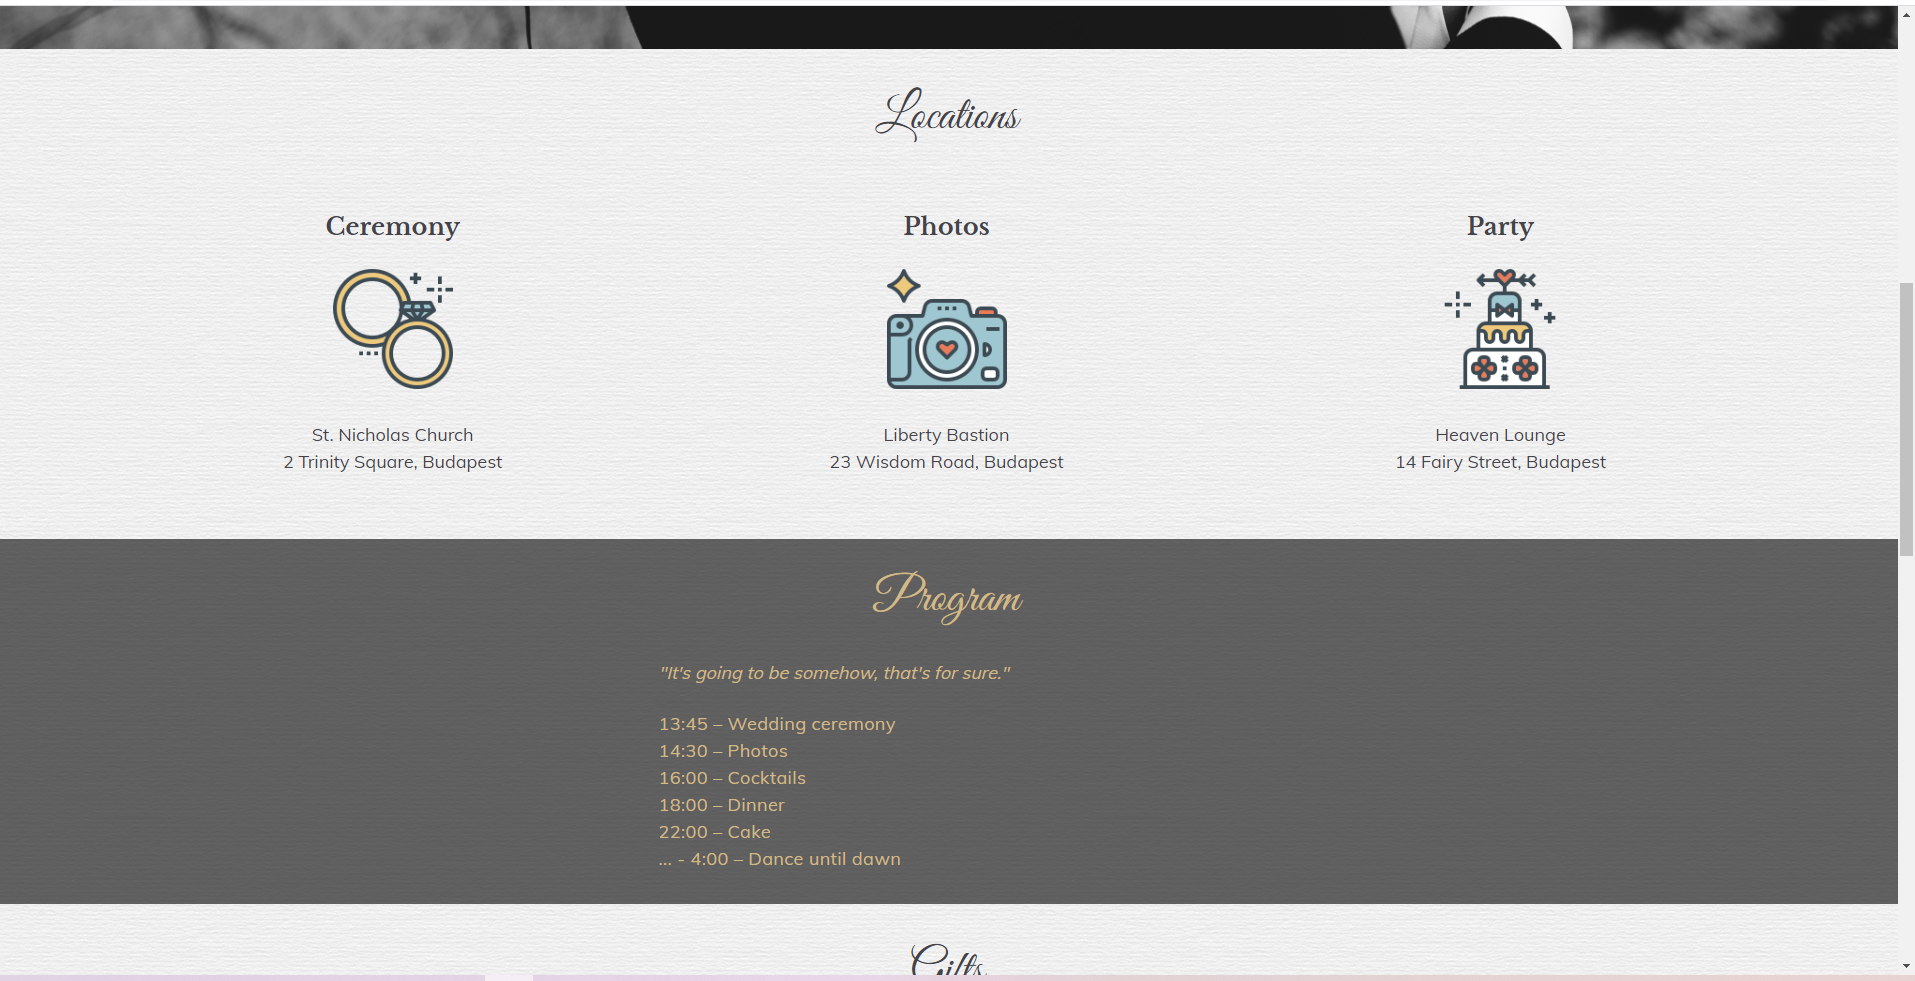 Locations
Ceremony
Photos
Party
St. Nicholas Church
2 Trinity Square, Budapest
Liberty Bastion
23 Wisdom Road, Budapest
Heaven Lounge
14 Fairy Street, Budapest
Program
"It's going to be somehow, that's for sure."
13:45 – Wedding ceremony
14:30 – Photos
16:00 – Cocktails
18:00 – Dinner
22:00 – Cake
... - 4:00 – Dance until dawn
Gifts